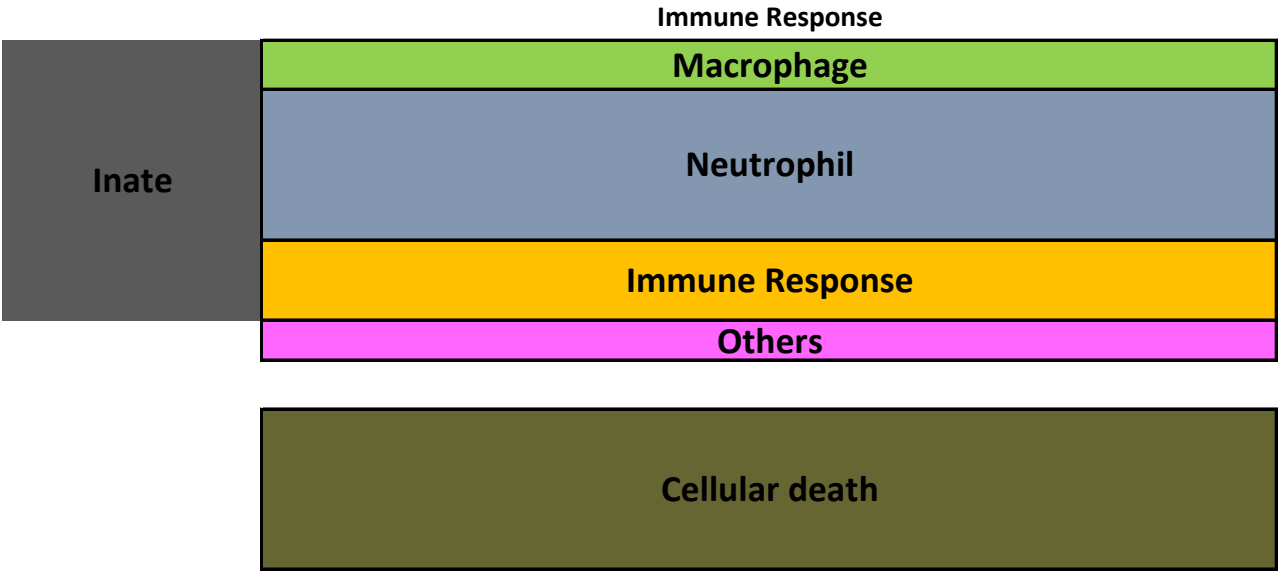 Immune Response
Macrophage
Inate
Neutrophil
Immune Response
Others
Cellular death